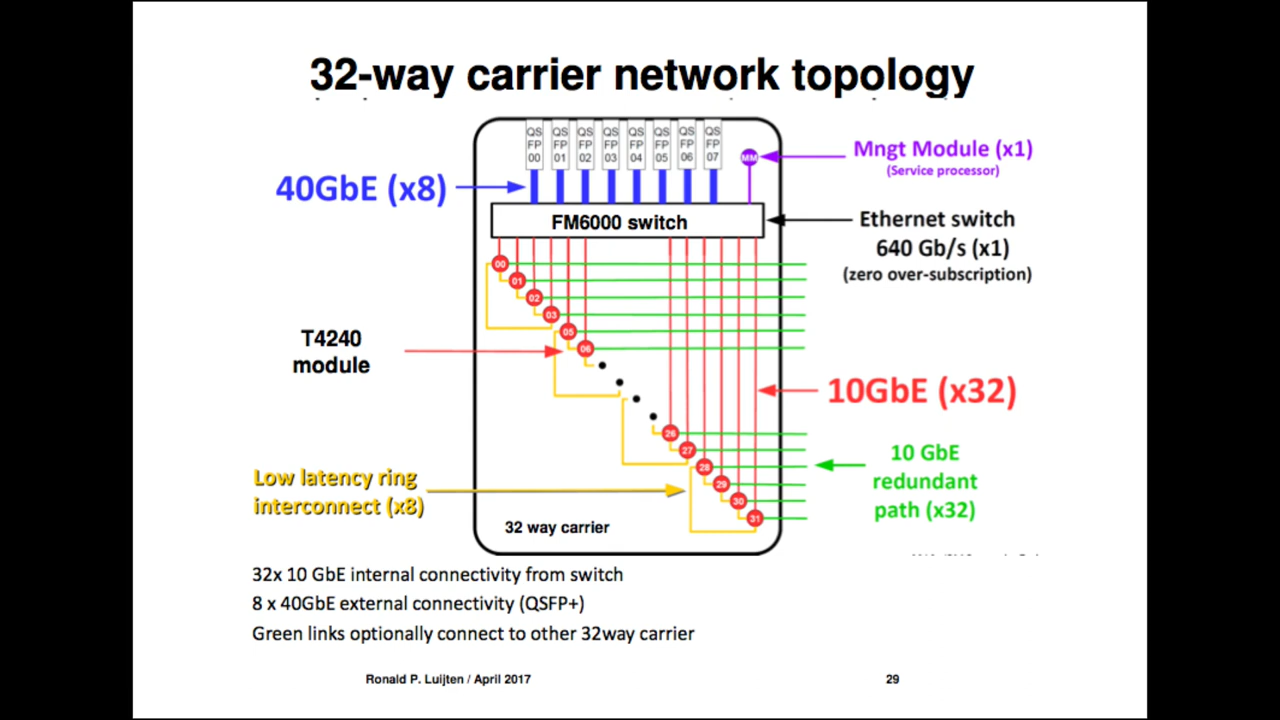 32-way carrier network topology
QS QS QS QS QS QS QS QS
FP FP FP FP FP FP FP FP
00 01 02 03 04 05 06 07
MM
Mngt Module (x1)
(Service processor)
40GbE (x8)
FM6000 switch
Ethernet switch
640 Gb/s (x1)
(zero over-subscription)
00
01
02
03
05
06
T4240
module
10GbE (x32)
26
27
28
29
30
31
10 GbE
redundant
path (x32)
Low latency ring
interconnect (x8)
32 way carrier
32x 10 GbE internal connectivity from switch
8 x 40GbE external connectivity (QSFP+)
Green links optionally connect to other 32way carrier
Ronald P. Luijten / April 2017
29